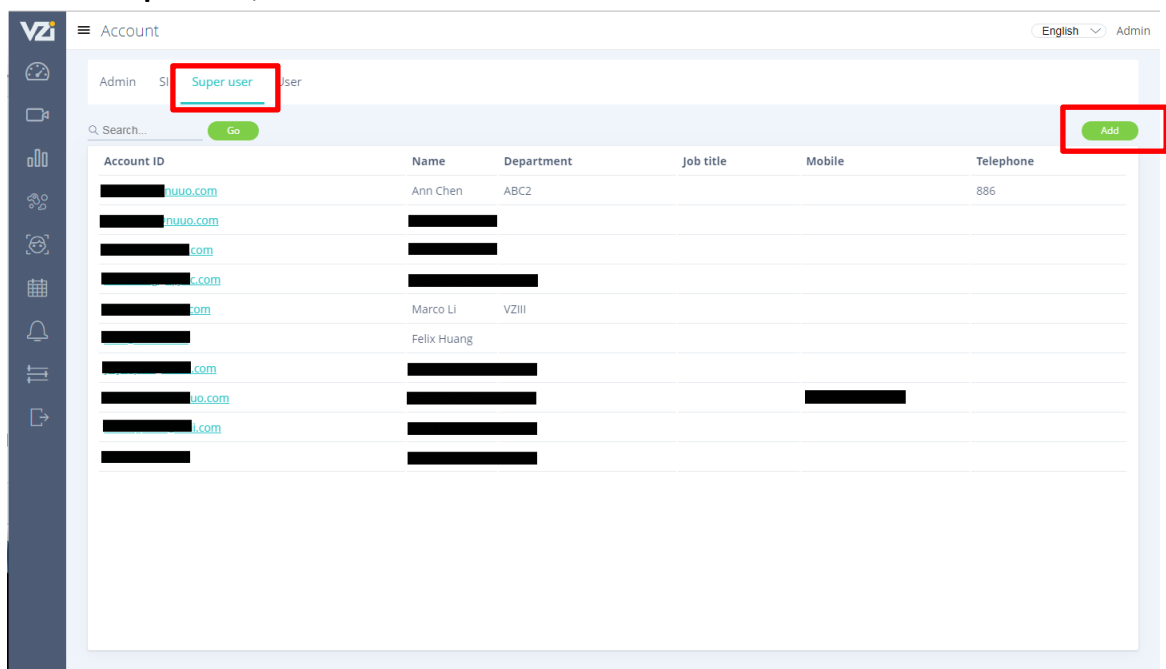 VZi Account English Admin
Admin SI Super user User
Search... Go Add
Account ID Name Department Job title Mobile Telephone
nuuo.com Ann Chen ABC2 886
nuuo.com
.com
c.com
com Marco Li VZIII
Felix Huang
.com
uo.com
i.com